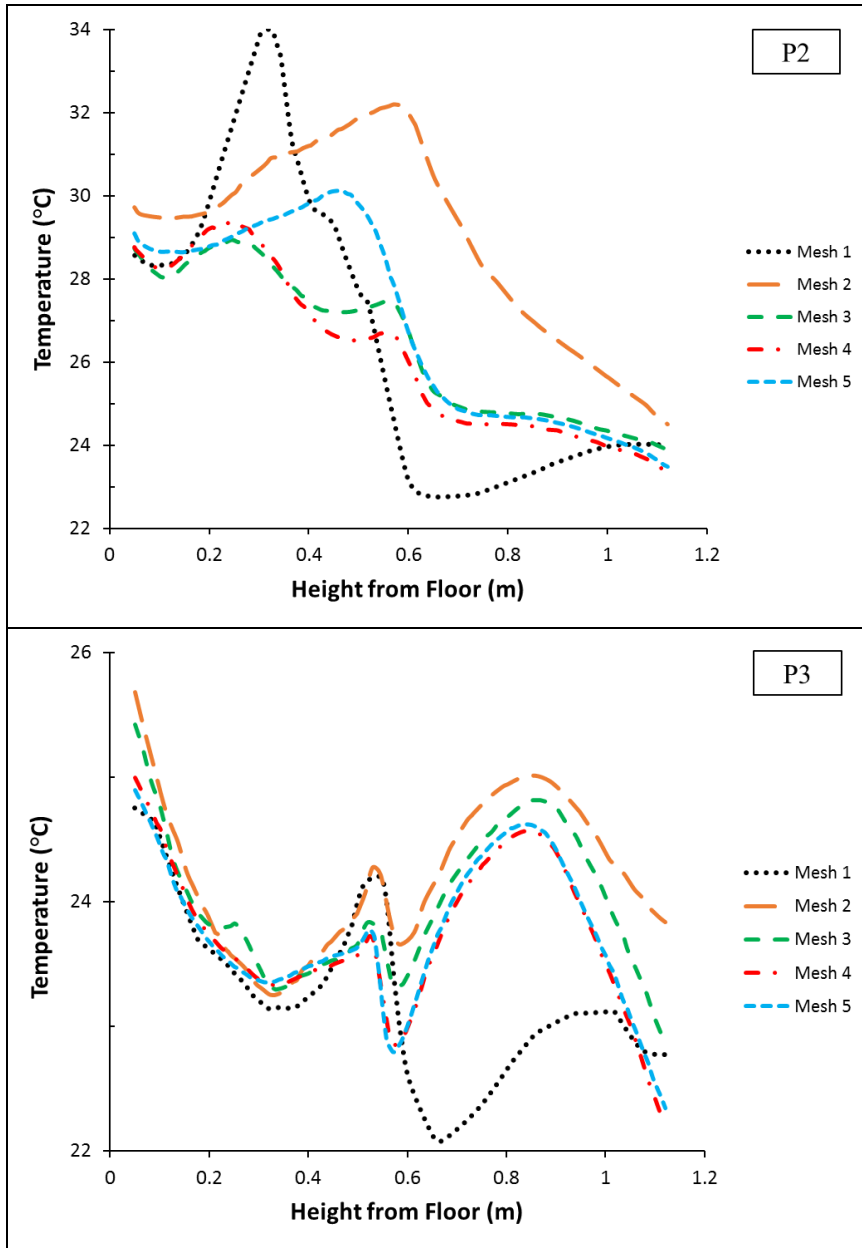 P2
34
32
30
28
26
24
22
Temperature (°C)
0 0.2 0.4 0.6 0.8 1 1.2
Height from Floor (m)
Mesh 1
Mesh 2
Mesh 3
Mesh 4
Mesh 5
P3
26
24
22
Temperature (°C)
0 0.2 0.4 0.6 0.8 1 1.2
Height from Floor (m)
Mesh 1
Mesh 2
Mesh 3
Mesh 4
Mesh 5